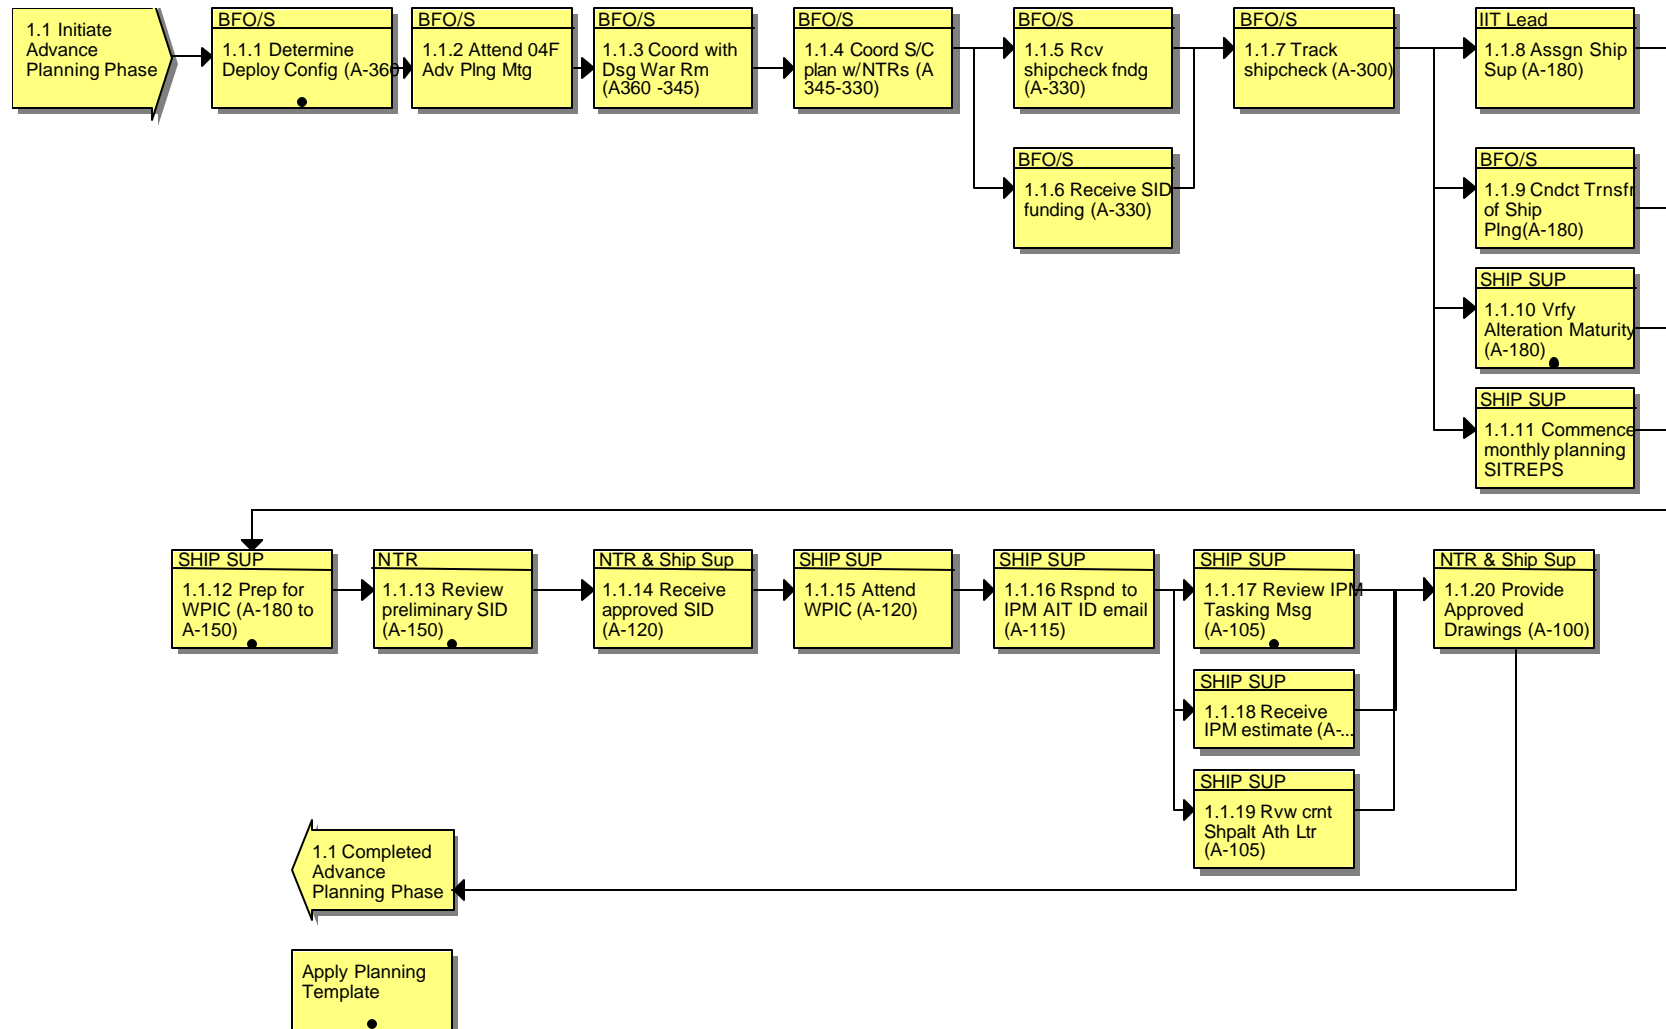 1.1 Initiate
Advance
Planning Phase
BFO/S
1.1.1 Determine
Deploy Config (A-360
BFO/S
1.1.2 Attend 04F
Adv Plng Mtg
BFO/S
1.1.3 Coord with
Dsg War Rm
(A360 -345)
BFO/S
1.1.4 Coord S/C
plan w/NTRs (A
345-330)
BFO/S
1.1.5 Rcv
shipcheck fndg
(A-330)
BFO/S
1.1.6 Receive SID
funding (A-330)
BFO/S
1.1.7 Track
shipcheck (A-300)
IIT Lead
1.1.8 Assgn Ship
Sup (A-180)
BFO/S
1.1.9 Cndct Trnsfr
of Ship
Plng(A-180)
SHIP SUP
1.1.10 Vrfy
Alteration Maturity
(A-180)
SHIP SUP
1.1.11 Commence
monthly planning
SITREPS
SHIP SUP
1.1.12 Prep for
WPIC (A-180 to
A-150)
NTR
1.1.13 Review
preliminary SID
(A-150)
NTR & Ship Sup
1.1.14 Receive
approved SID
(A-120)
SHIP SUP
1.1.15 Attend
WPIC (A-120)
SHIP SUP
1.1.16 Rspnd to
IPM AIT ID email
(A-115)
SHIP SUP
1.1.17 Review IPM
Tasking Msg
(A-105)
SHIP SUP
1.1.18 Receive
IPM estimate (A-...
SHIP SUP
1.1.19 Rvw crnt
Shpalt Ath Ltr
(A-105)
NTR & Ship Sup
1.1.20 Provide
Approved
Drawings (A-100)
1.1 Completed
Advance
Planning Phase
Apply Planning
Template